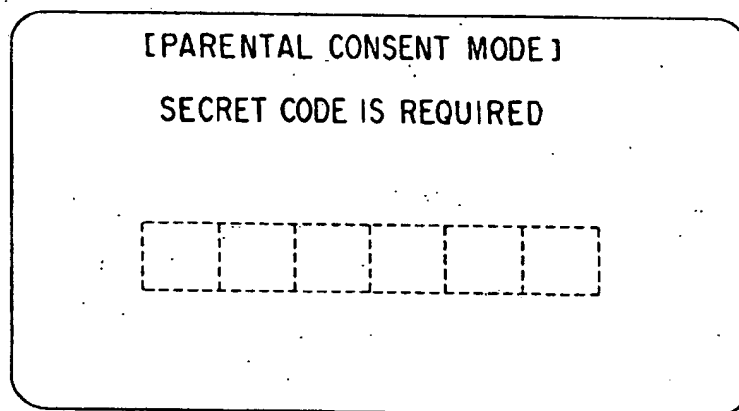 [PARENTAL CONSENT MODE]
SECRET CODE IS REQUIRED